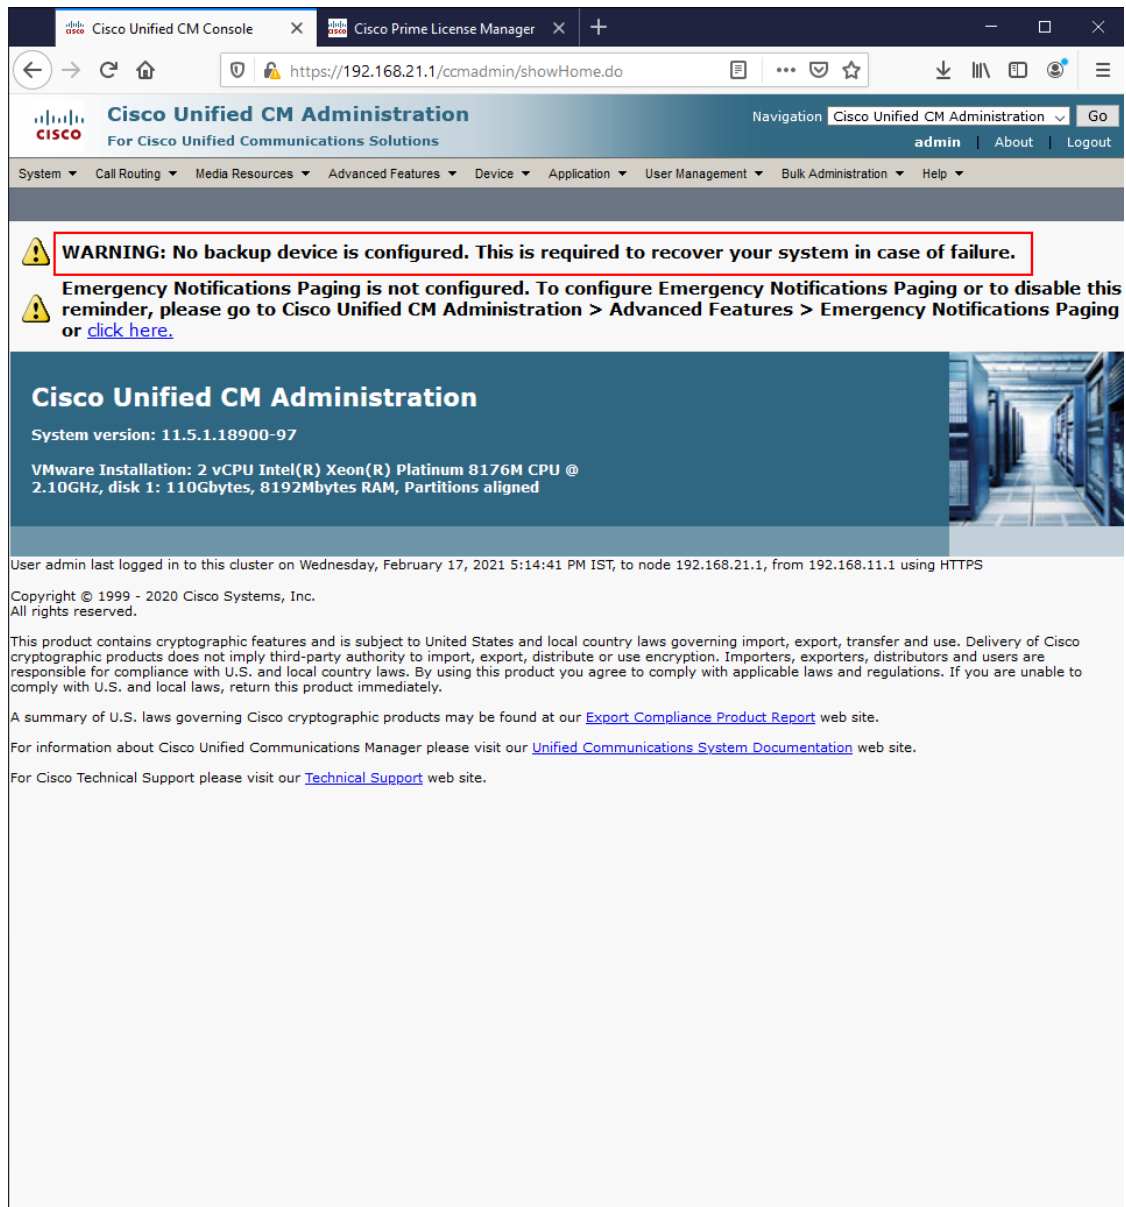 Cisco Unified CM Console
Cisco Prime License Manager
https://192.168.21.1/ccmadmin/showHome.do
cisco
Cisco Unified CM Administration
For Cisco Unified Communications Solutions
Navigation Cisco Unified CM Administration Go
admin | About | Logout
System Call Routing Media Resources Advanced Features Device Application User Management Bulk Administration Help
WARNING: No backup device is configured. This is required to recover your system in case of failure.
Emergency Notifications Paging is not configured. To configure Emergency Notifications Paging or to disable this
reminder, please go to Cisco Unified CM Administration > Advanced Features > Emergency Notifications Paging
or click here.
Cisco Unified CM Administration
System version: 11.5.1.18900-97
VMware Installation: 2 vCPU Intel(R) Xeon(R) Platinum 8176M CPU @
2.10GHz, disk 1: 110Gbytes, 8192Mbytes RAM, Partitions aligned
User admin last logged in to this cluster on Wednesday, February 17, 2021 5:14:41 PM IST, to node 192.168.21.1, from 192.168.11.1 using HTTPS
Copyright © 1999 - 2020 Cisco Systems, Inc.
All rights reserved.
This product contains cryptographic features and is subject to United States and local country laws governing import, export, transfer and use. Delivery of Cisco
cryptographic products does not imply third-party authority to import, export, distribute or use encryption. Importers, exporters, distributors and users are
responsible for compliance with U.S. and local country laws. By using this product you agree to comply with applicable laws and regulations. If you are unable to
comply with U.S. and local laws, return this product immediately.
A summary of U.S. laws governing Cisco cryptographic products may be found at our Export Compliance Product Report web site.
For information about Cisco Unified Communications Manager please visit our Unified Communications System Documentation web site.
For Cisco Technical Support please visit our Technical Support web site.